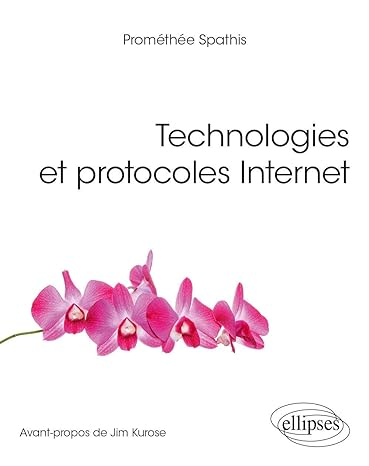 Prométhée Spathis
Technologies
et protocoles Internet
ellipses
Avant-propos de Jim Kurose